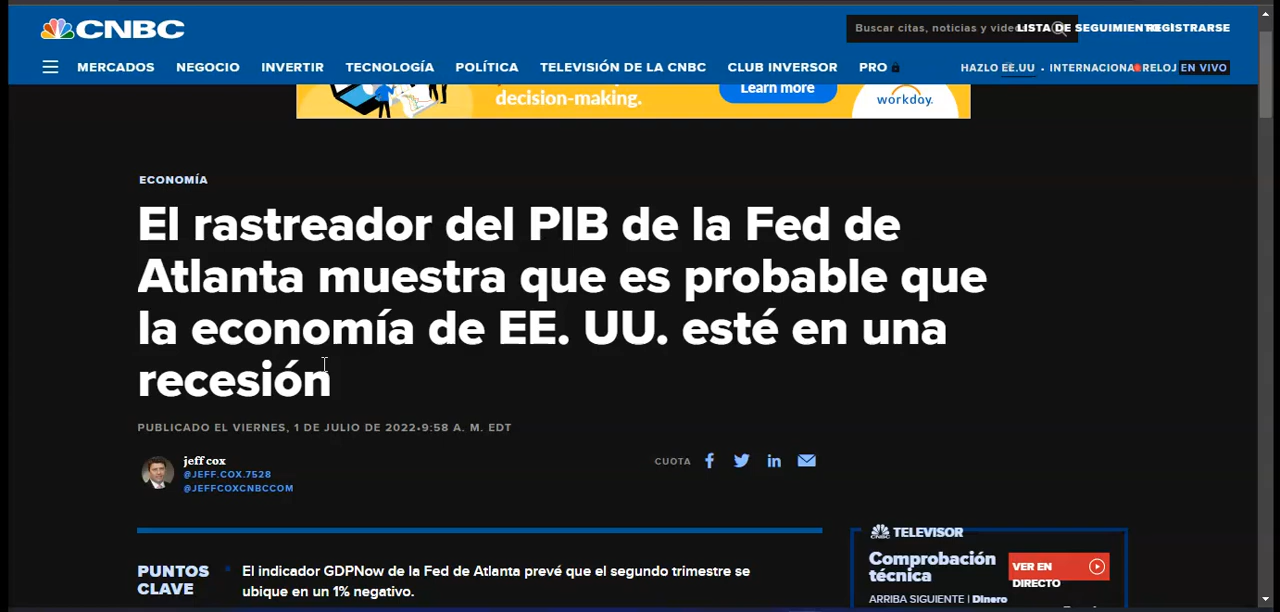 CNBC
Buscar citas, noticias y vide
LISTA DE SEGUIMIENTO
REGISTRARSE
MERCADOS NEGOCIO INVERTIR TECNOLOGÍA POLÍTICA TELEVISIÓN DE LA CNBC CLUB INVERSOR PRO
HAZLO EE.UU • INTERNACIONA RELOJ EN VIVO
decision-making.
Learn more
workday.
ECONOMÍA
El rastreador del PIB de la Fed de
Atlanta muestra que es probable que
la economía de EE. UU. esté en una
recesión
PUBLICADO EL VIERNES, 1 DE JULIO DE 2022•9:58 A. M. EDT
jeff cox
@JEFF.COX.7528
@JEFFCOXCNBCCOM
CUOTA
PUNTOS
CLAVE
El indicador GDPNow de la Fed de Atlanta prevé que el segundo trimestre se
ubique en un 1% negativo.
CNBC TELEVISOR
Comprobación
técnica
VER EN
DIRECTO
ARRIBA SIGUIENTE | Dinero